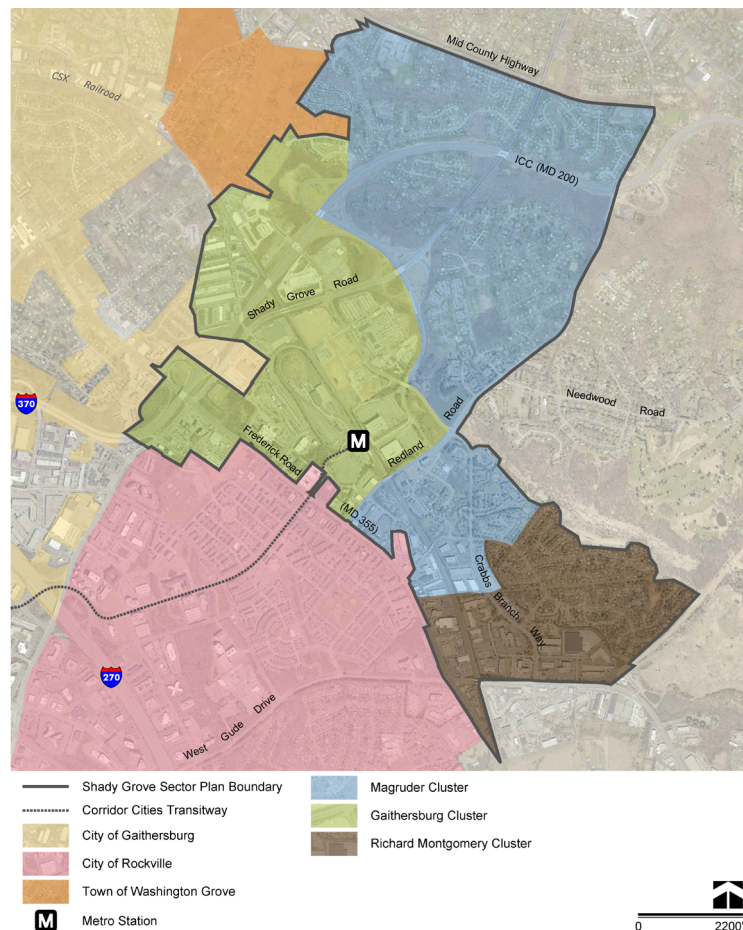 Mid County Highway
CSX Railroad
ICC (MD 200)
Shady Grove Road
370
Needwood Road
Road
Redland
M
Frederick Road
(MD 355)
Crabbs Branch Way
270
West Gude Drive
Shady Grove Sector Plan Boundary
Corridor Cities Transitway
City of Gaithersburg
City of Rockville
Town of Washington Grove
M Metro Station
Magruder Cluster
Gaithersburg Cluster
Richard Montgomery Cluster
0 2200'